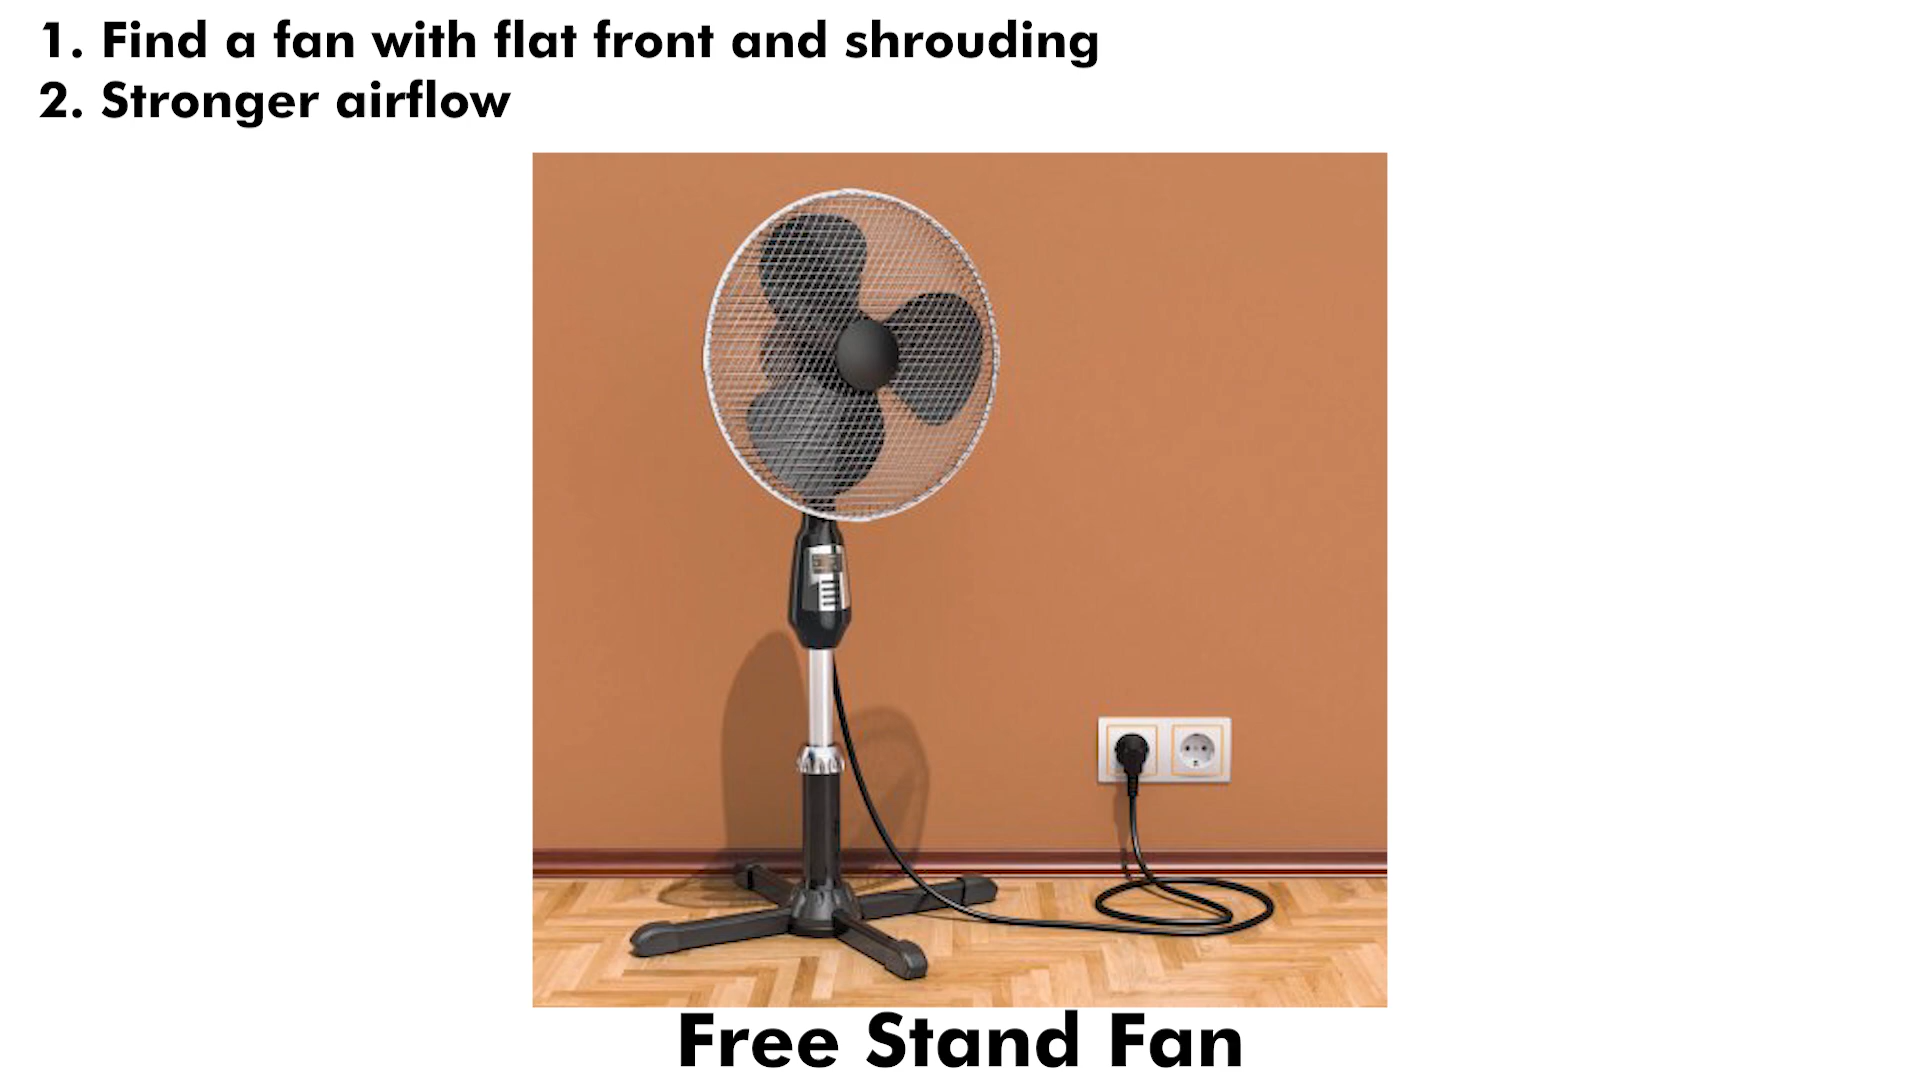 1. Find a fan with flat front and shrouding
2. Stronger airflow
Free Stand Fan